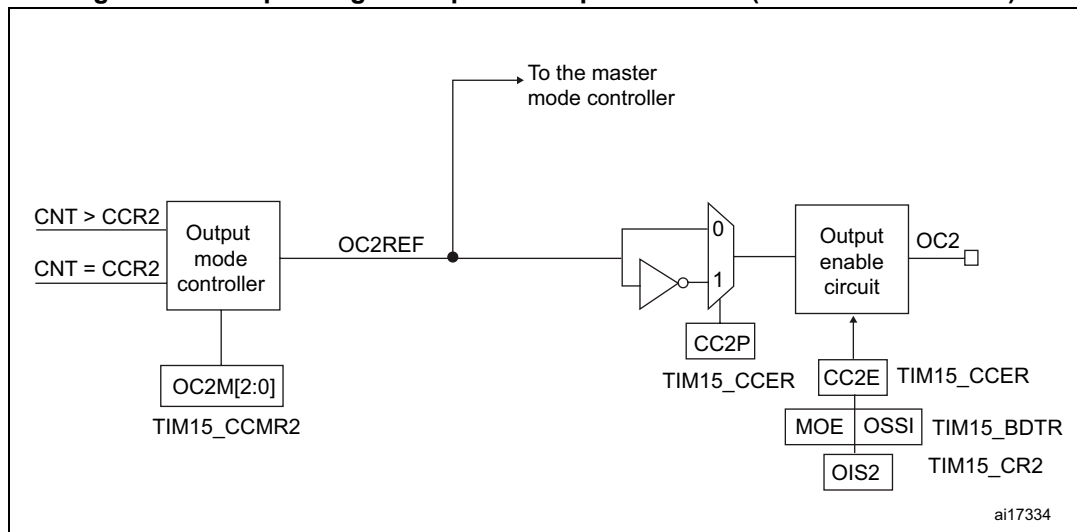 To the master
mode controller
CNT > CCR2
CNT = CCR2
Output
mode
controller
OC2REF
0
1
Output
enable
circuit
OC2
CC2P
TIM15_CCER
OC2M[2:0]
TIM15_CCMR2
CC2E
TIM15_CCER
MOE
OSSI
TIM15_BDTR
OIS2
TIM15_CR2
ai17334